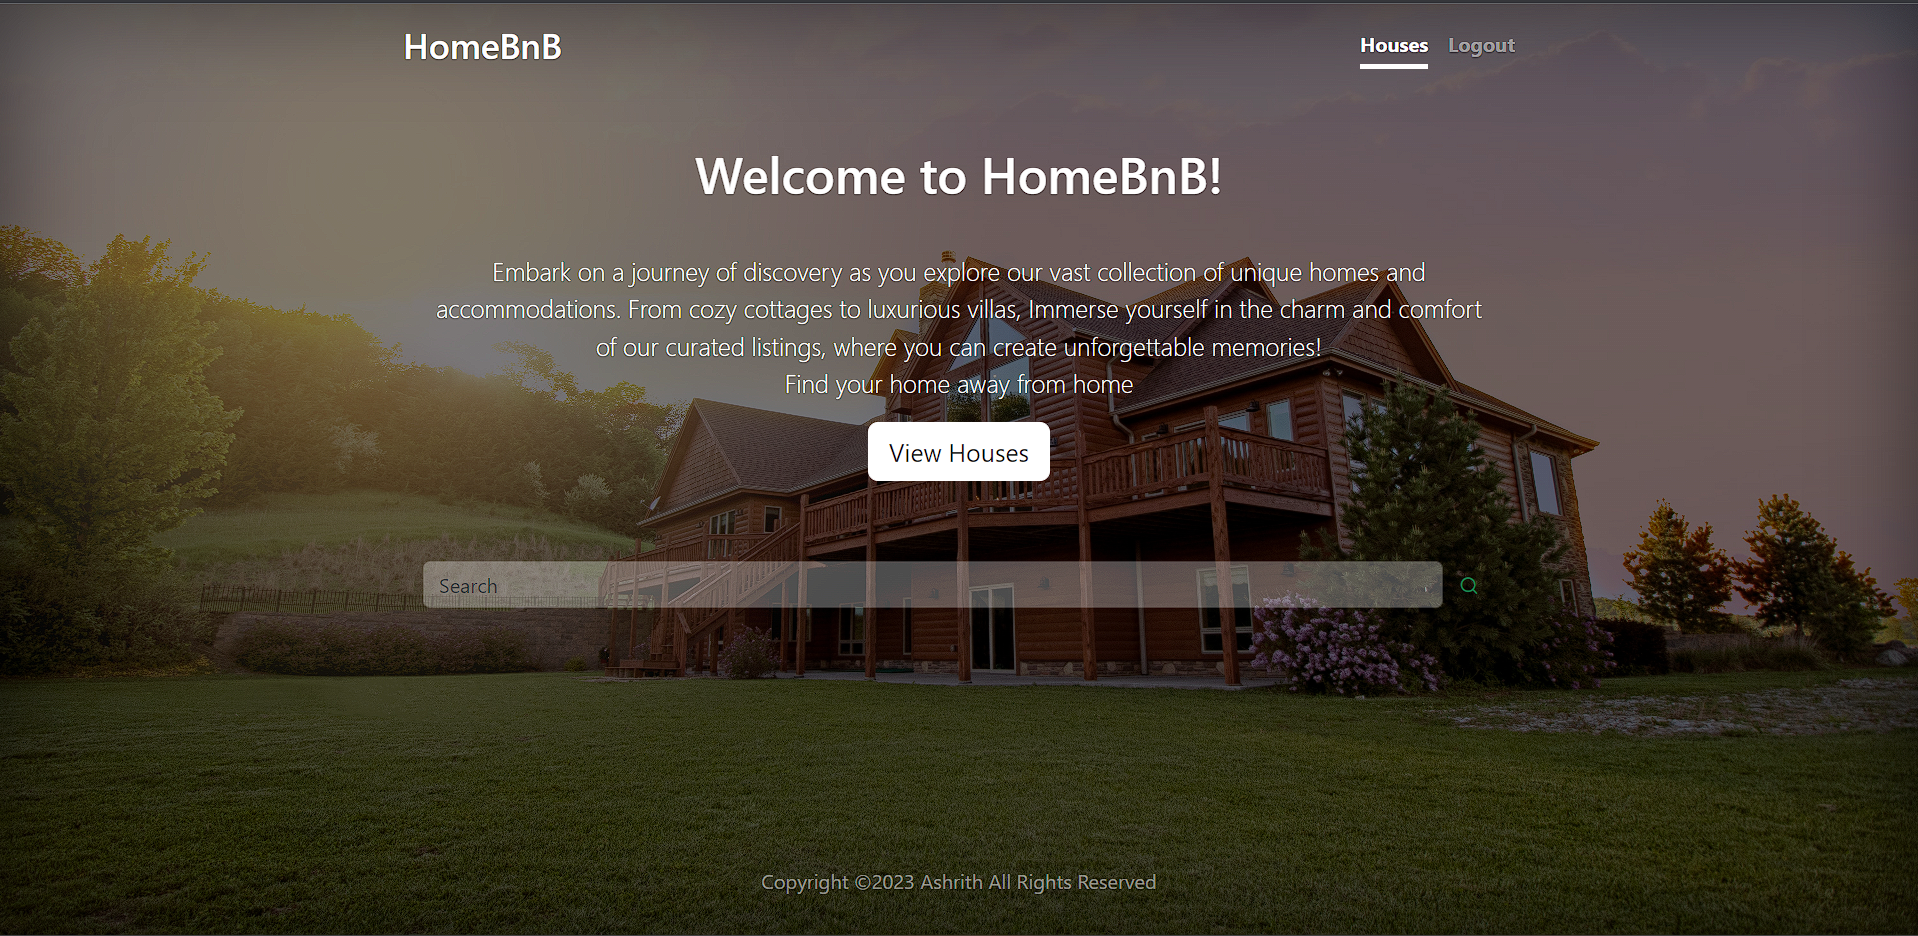 HomeBnB
Houses Logout
Welcome to HomeBnB!
Embark on a journey of discovery as you explore our vast collection of unique homes and
accommodations. From cozy cottages to luxurious villas, Immerse yourself in the charm and comfort
of our curated listings, where you can create unforgettable memories!
Find your home away from home
View Houses
Search
Copyright ©2023 Ashrith All Rights Reserved